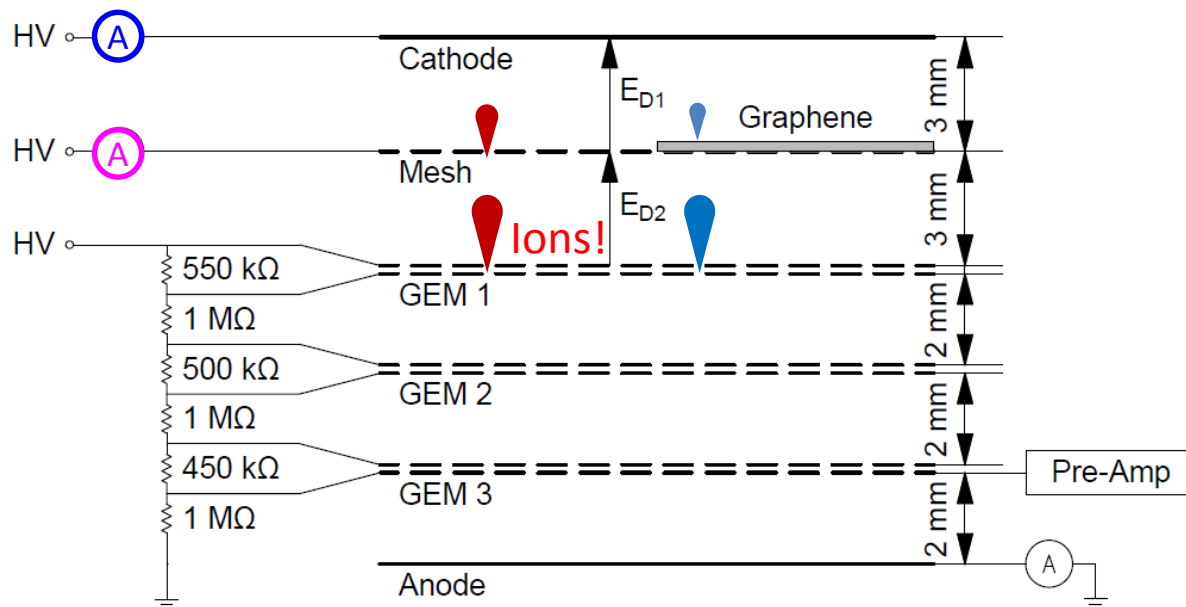 HV A
Cathode
E_D1
3 mm
Graphene
HV A
Mesh
E_D2
3 mm
Ions!
HV
550 kΩ
GEM 1
1 MΩ
2 mm
500 kΩ
GEM 2
1 MΩ
2 mm
450 kΩ
GEM 3
Pre-Amp
1 MΩ
2 mm
A
Anode